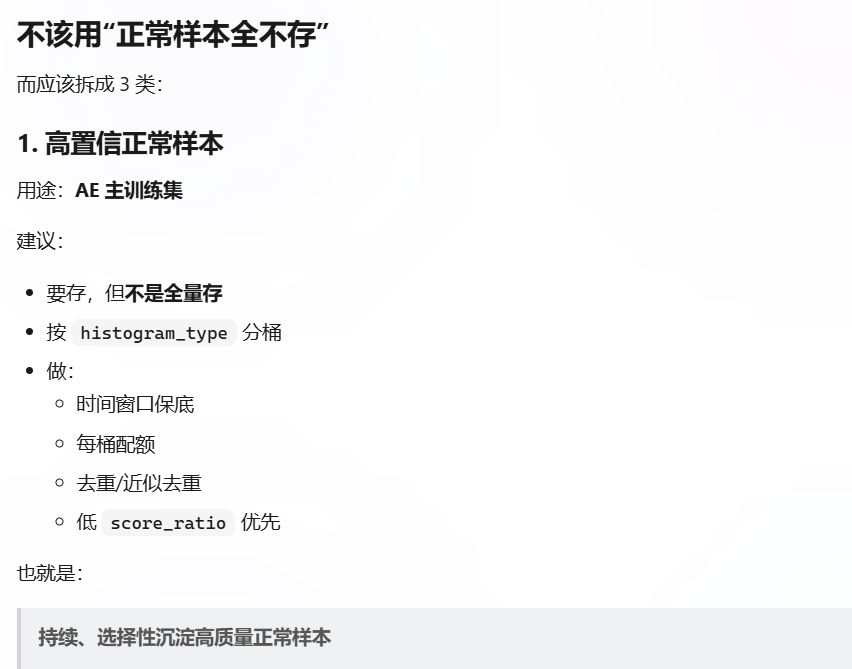 不该用“正常样本全不存”
而应该拆成 3 类：
1. 高置信正常样本
用途：AE 主训练集
建议：
要存，但不是全量存
按 histogram_type 分桶
做：
时间窗口保底
每桶配额
去重/近似去重
低 score_ratio 优先
也就是：
持续、选择性沉淀高质量正常样本